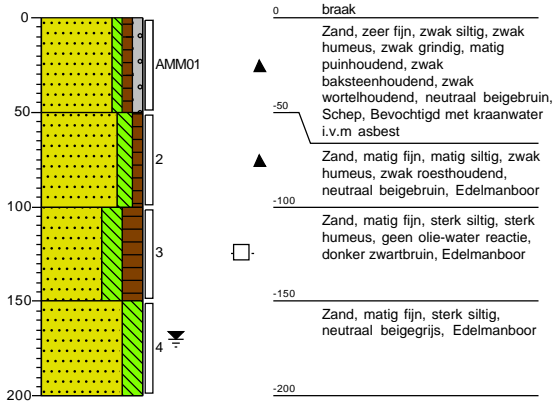 0
50
100
150
200
AMM01
2
3
4
0
braak
Zand, zeer fijn, zwak siltig, zwak
humeus, zwak grindig, matig
puinhoudend, zwak
baksteenhoudend, zwak
wortelhoudend, neutraal beigebruin,
Schep, Bevochtigd met kraanwater
i.v.m asbest
-50
Zand, matig fijn, matig siltig, zwak
humeus, zwak roesthoudend,
neutraal beigebruin, Edelmanboor
-100
Zand, matig fijn, sterk siltig, sterk
humeus, geen olie-water reactie,
donker zwartbruin, Edelmanboor
-150
Zand, matig fijn, sterk siltig,
neutraal beigegrijs, Edelmanboor
-200